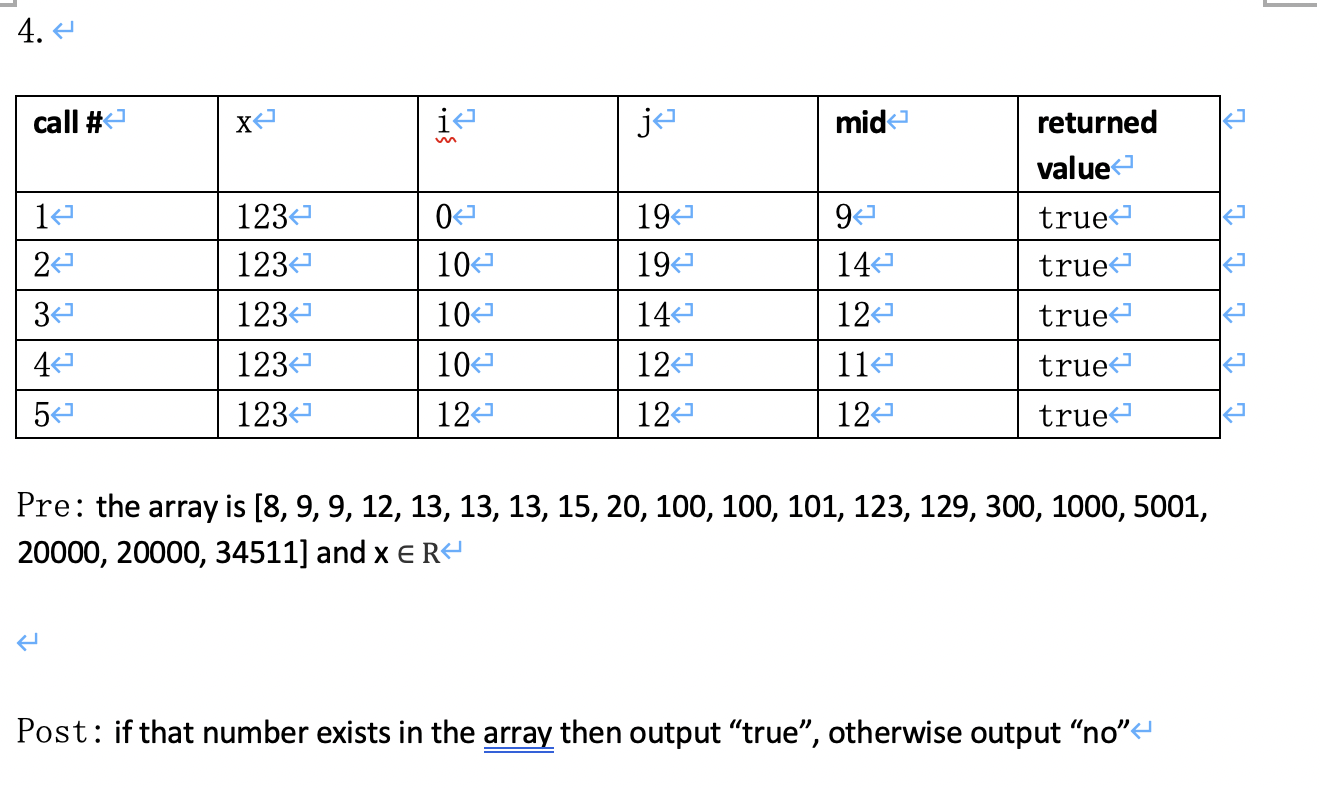 4.
call # x i j mid returned
value
1 123 0 19 9 true
2 123 10 19 14 true
3 123 10 14 12 true
4 123 10 12 11 true
5 123 12 12 12 true
Pre: the array is [8, 9, 9, 12, 13, 13, 13, 15, 20, 100, 100, 101, 123, 129, 300, 1000, 5001,
20000, 20000, 34511] and x ∈ R
Post: if that number exists in the array then output “true”, otherwise output “no”